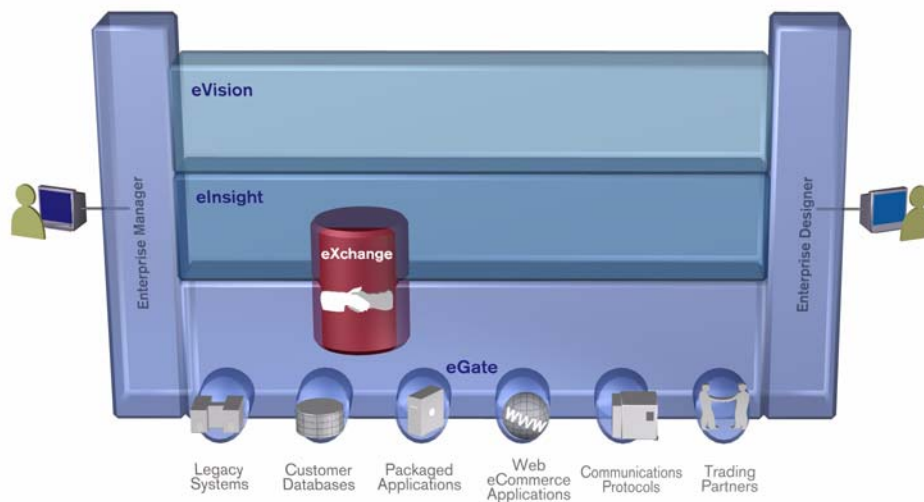 eVision
eInsight
Enterprise Manager
Enterprise Designer
eXchange
eGate
WWW
Legacy
Systems
Customer
Databases
Packaged
Applications
Web
eCommerce
Applications
Communications
Protocols
Trading
Partners